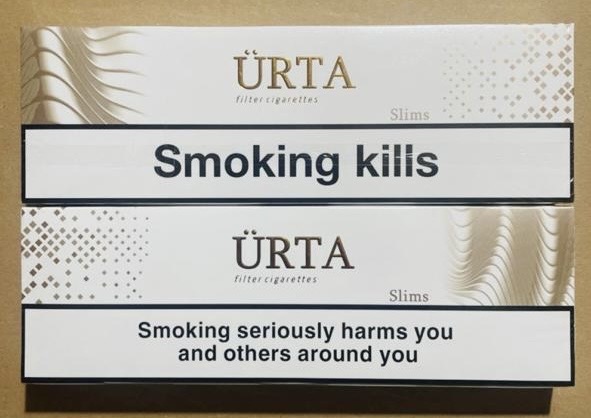 ÜRTA
filter cigarettes
Slims
Smoking kills
ÜRTA
filter cigarettes
Slims
Smoking seriously harms you
and others around you